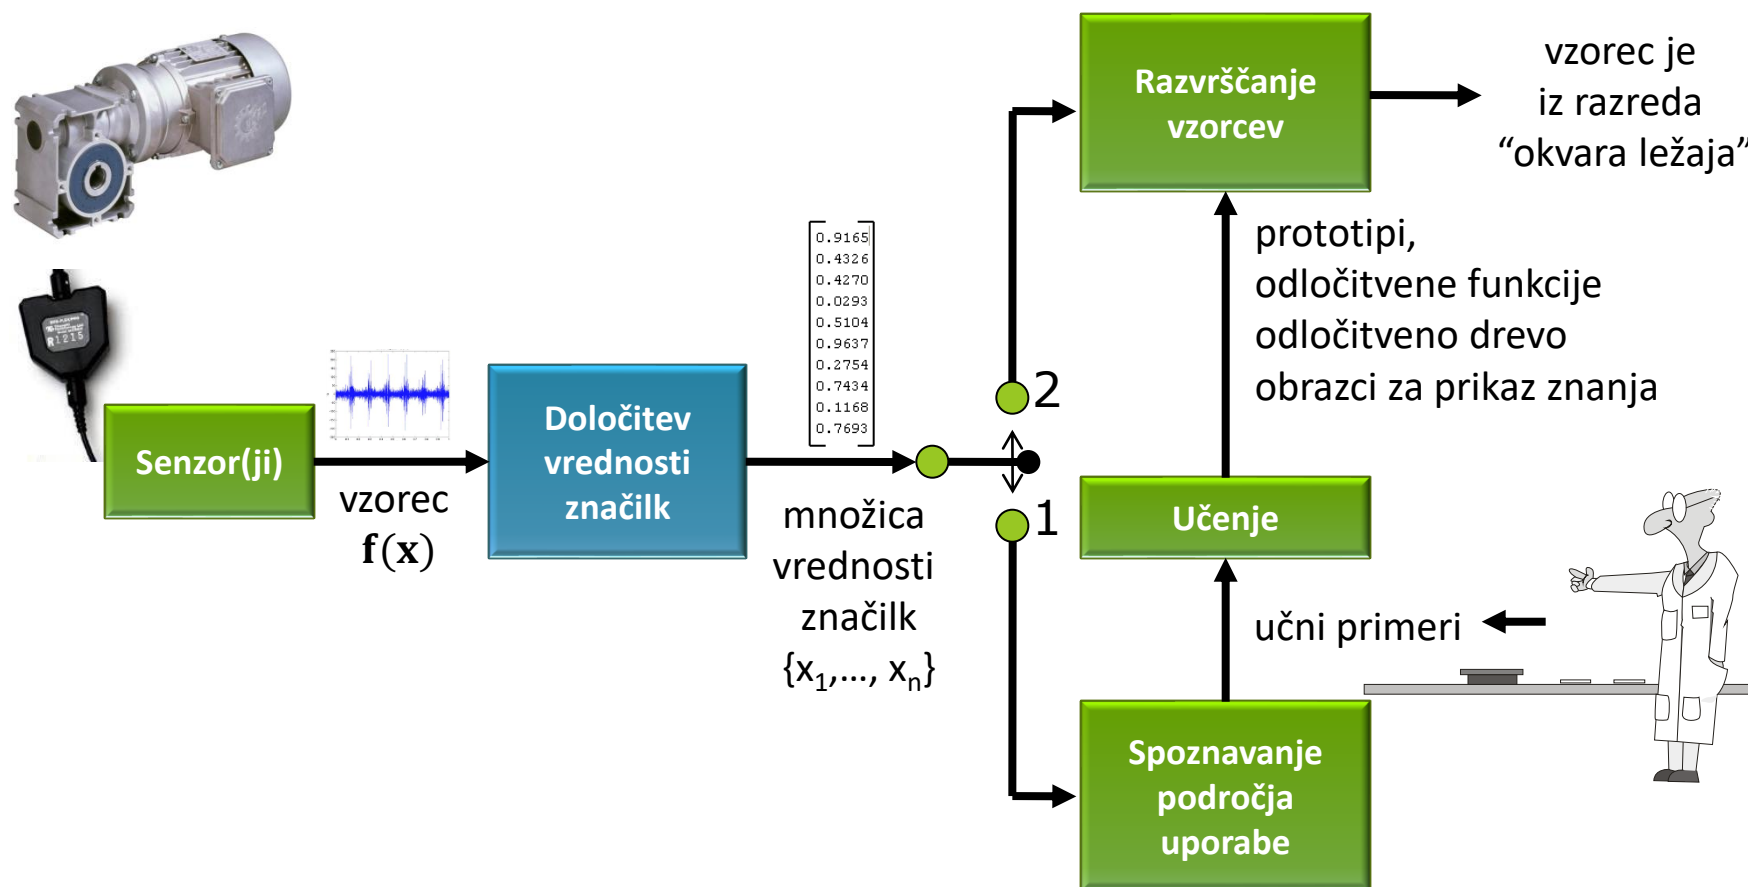 Razvrščanje
vzorcev
vzorec je
iz razreda
“okvara ležaja”
prototipi,
odločitvene funkcije
odločitveno drevo
obrazci za prikaz znanja
0.9165
0.4326
0.4270
0.0293
0.5104
0.9637
0.2754
0.7434
0.1168
0.7693
R1215
Senzor(ji)
vzorec
f(x)
Določitev
vrednosti
značilk
množica
vrednosti
značilk
{x₁,..., xₙ}
2
1
Učenje
učni primeri
Spoznavanje
področja
uporabe